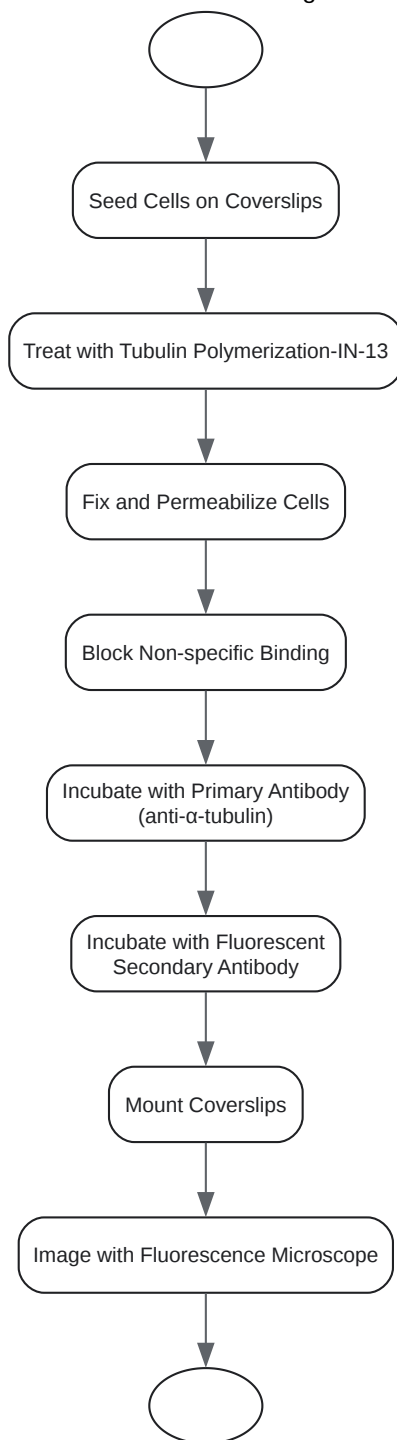 Seed Cells on Coverslips
Treat with Tubulin Polymerization-IN-13
Fix and Permeabilize Cells
Block Non-specific Binding
Incubate with Primary Antibody
(anti-α-tubulin)
Incubate with Fluorescent
Secondary Antibody
Mount Coverslips
Image with Fluorescence Microscope